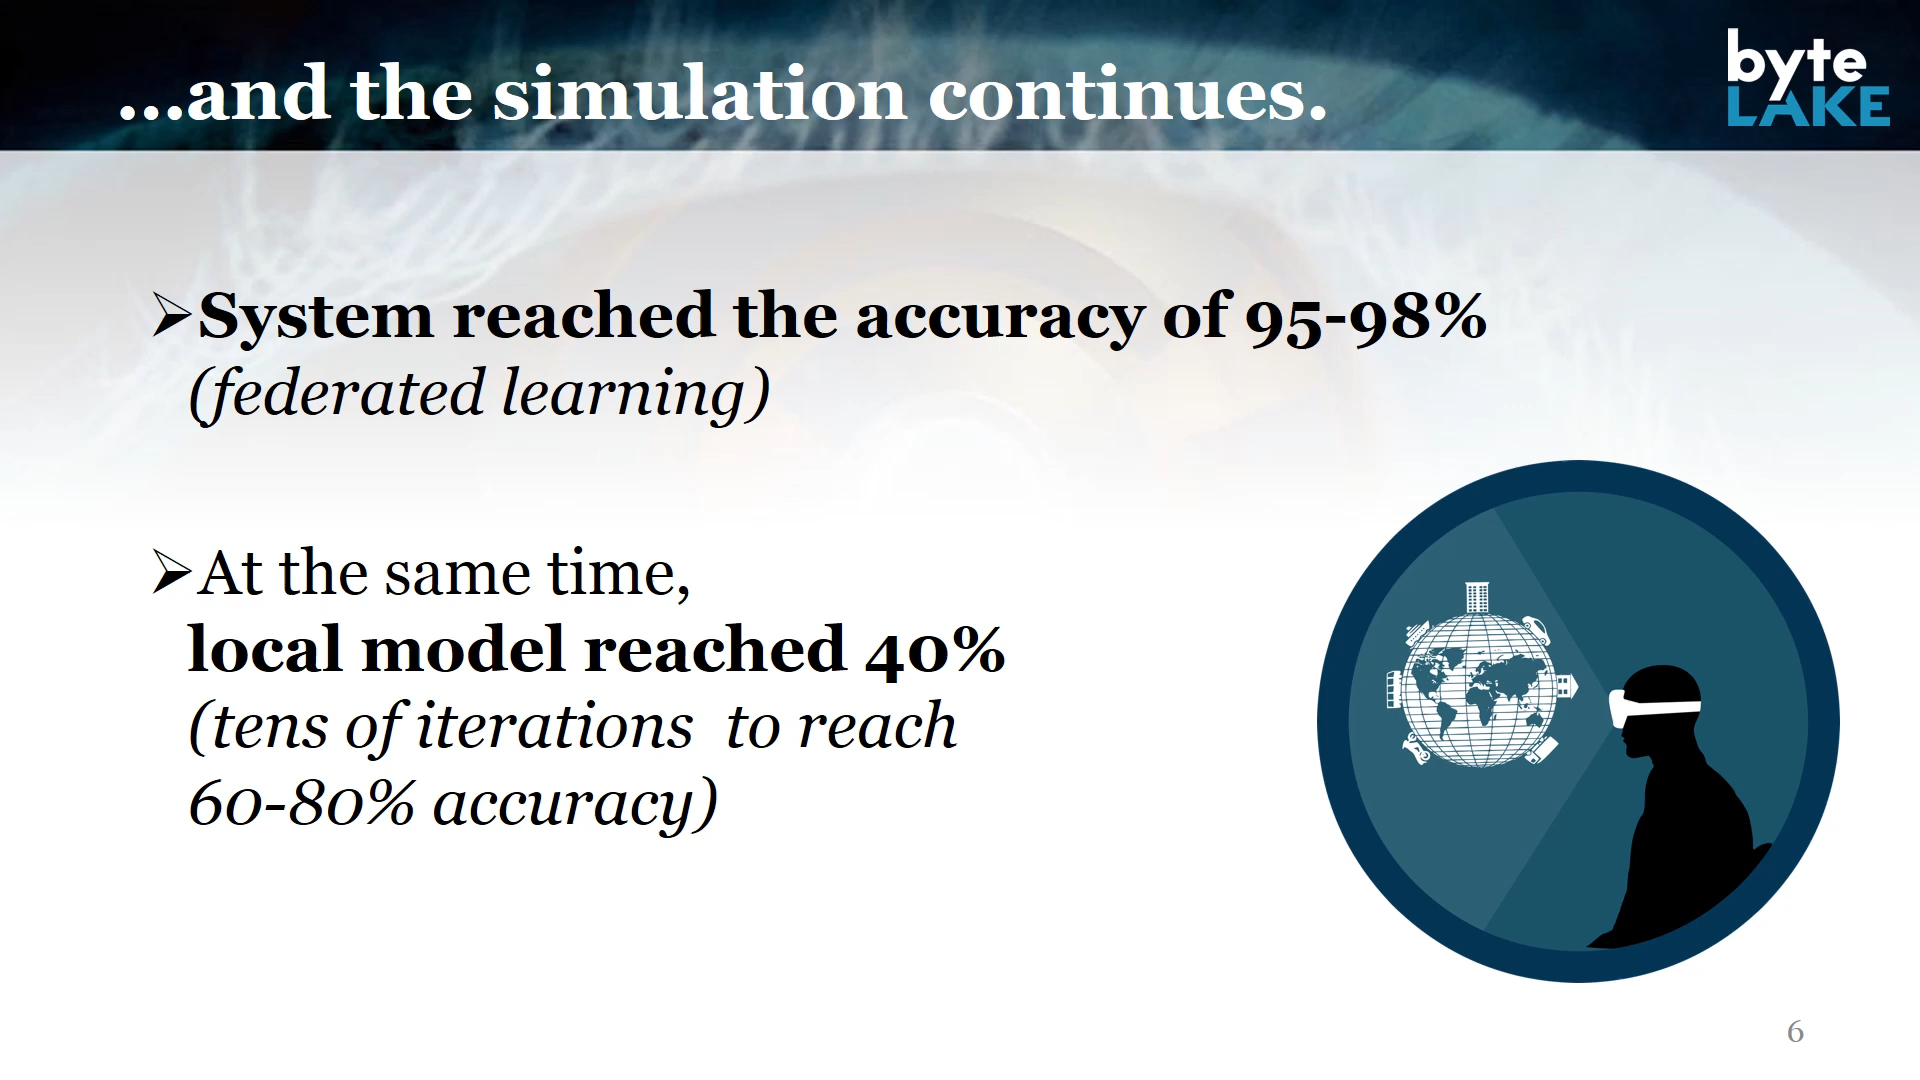 ...and the simulation continues.
byte
LAKE
➢System reached the accuracy of 95-98%
(federated learning)
➢At the same time,
local model reached 40%
(tens of iterations  to reach
60-80% accuracy)
6